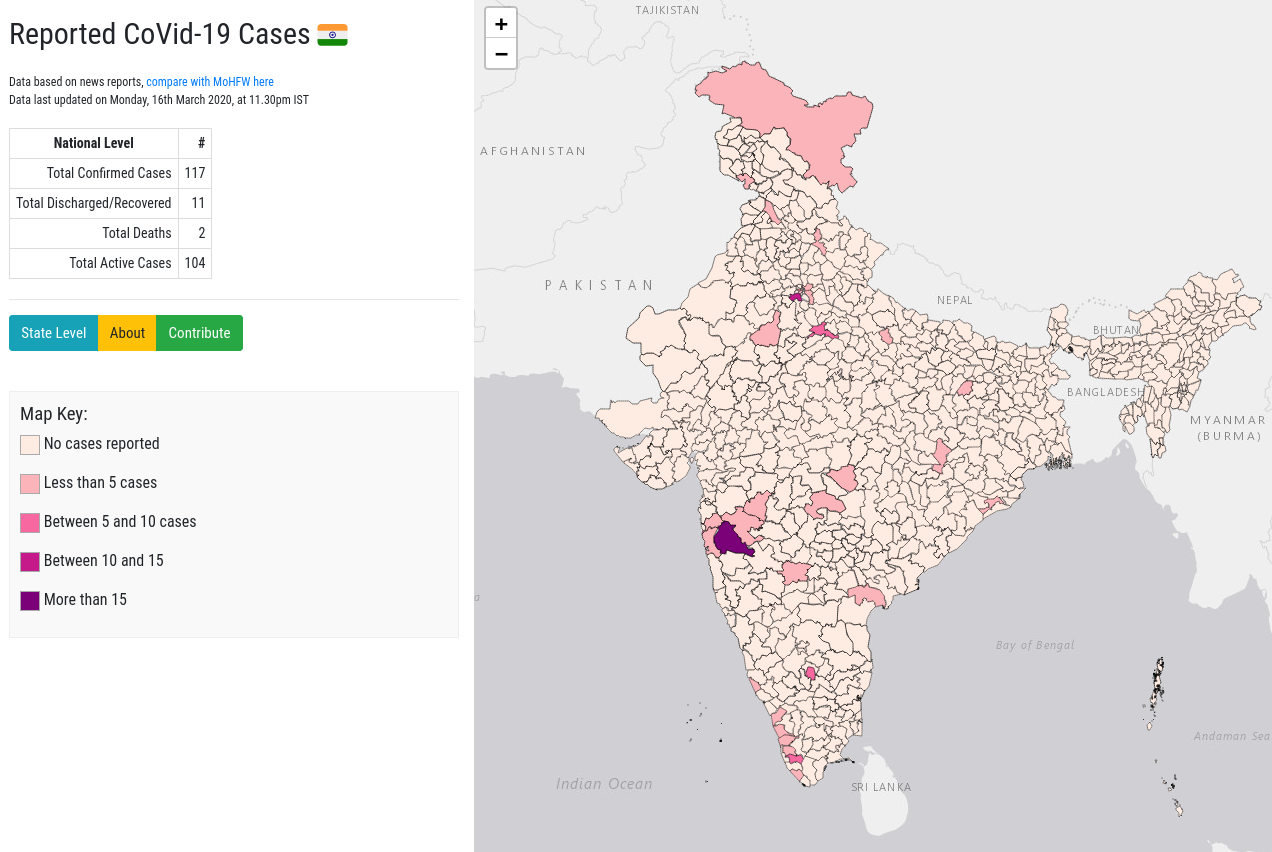 Reported CoVid-19 Cases
Data based on news reports, compare with MoHFW here
Data last updated on Monday, 16th March 2020, at 11.30pm IST
National Level #
Total Confirmed Cases 117
Total Discharged/Recovered 11
Total Deaths 2
Total Active Cases 104
State Level About Contribute
Map Key:
No cases reported
Less than 5 cases
Between 5 and 10 cases
Between 10 and 15
More than 15
+
−
TAJIKISTAN
AFGHANISTAN
PAKISTAN
NEPAL
BHUTAN
BANGLADESH
MYANMAR
(BURMA)
a
Bay of Bengal
Andaman Sea
Indian Ocean
SRI LANKA